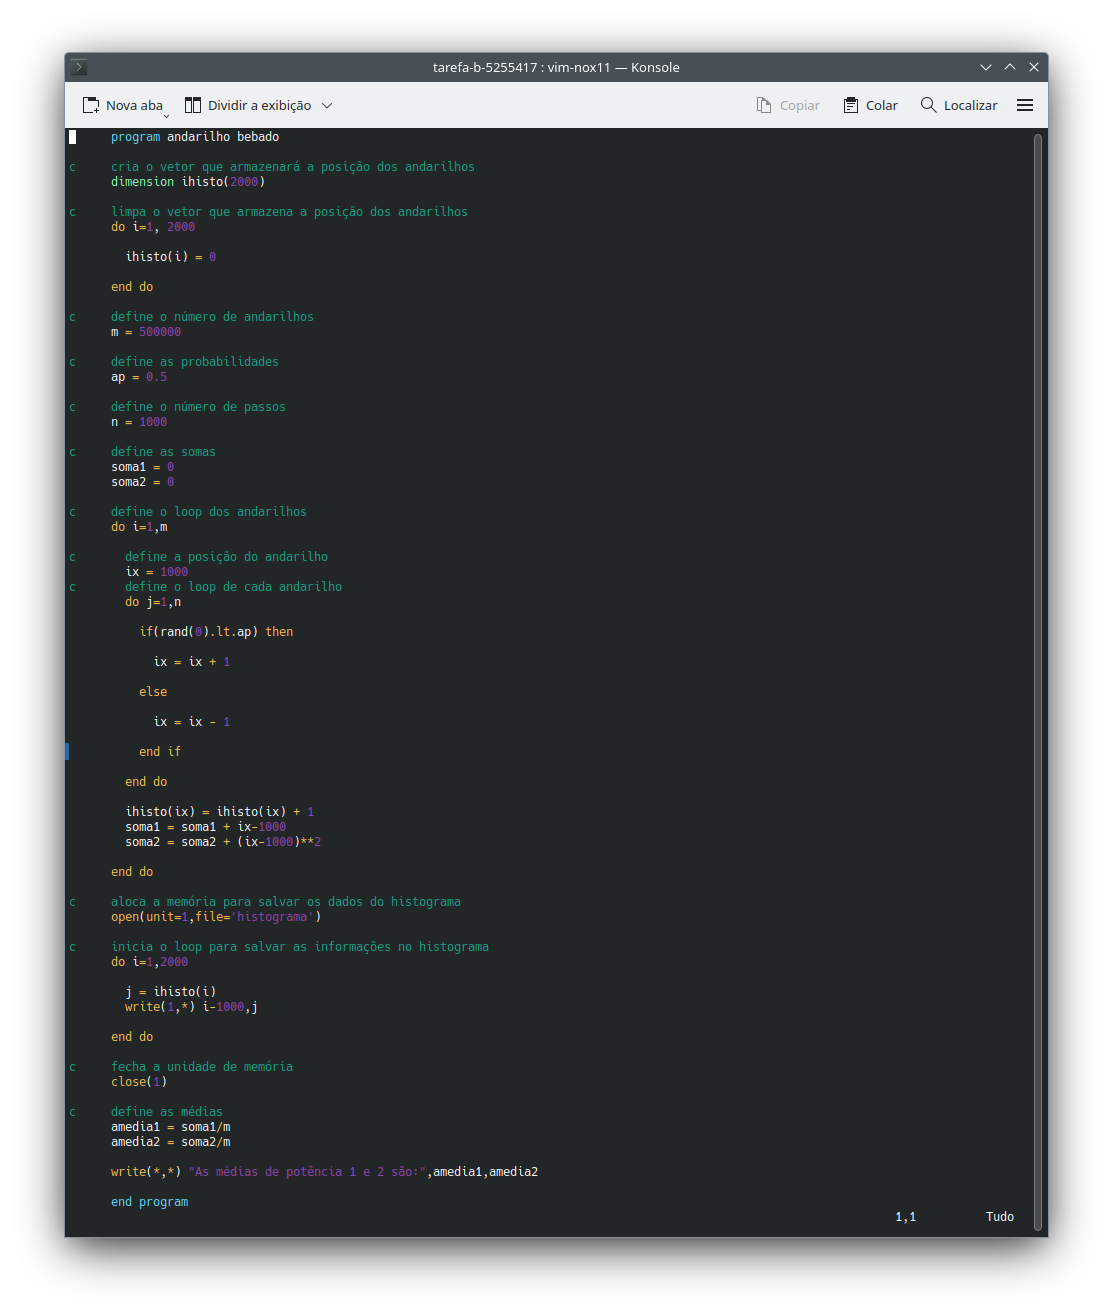 tarefa-b-5255417 : vim-nox11 — Konsole
Nova aba Dividir a exibição Copiar Colar Localizar
program andarilho bebado
c cria o vetor que armazenará a posição dos andarilhos
dimension ihisto(2000)
c limpa o vetor que armazena a posição dos andarilhos
do i=1, 2000
ihisto(i) = 0
end do
c define o número de andarilhos
m = 500000
c define as probabilidades
ap = 0.5
c define o número de passos
n = 1000
c define as somas
soma1 = 0
soma2 = 0
c define o loop dos andarilhos
do i=1,m
c define a posição do andarilho
ix = 1000
c define o loop de cada andarilho
do j=1,n
if(rand(0).lt.ap) then
ix = ix + 1
else
ix = ix - 1
end if
end do
ihisto(ix) = ihisto(ix) + 1
soma1 = soma1 + ix-1000
soma2 = soma2 + (ix-1000)**2
end do
c aloca a memória para salvar os dados do histograma
open(unit=1,file='histograma')
c inicia o loop para salvar as informações no histograma
do i=1,2000
j = ihisto(i)
write(1,*) i-1000,j
end do
c fecha a unidade de memória
close(1)
c define as médias
amedia1 = soma1/m
amedia2 = soma2/m
write(*,*) "As médias de potência 1 e 2 são:",amedia1,amedia2
end program
1,1 Tudo